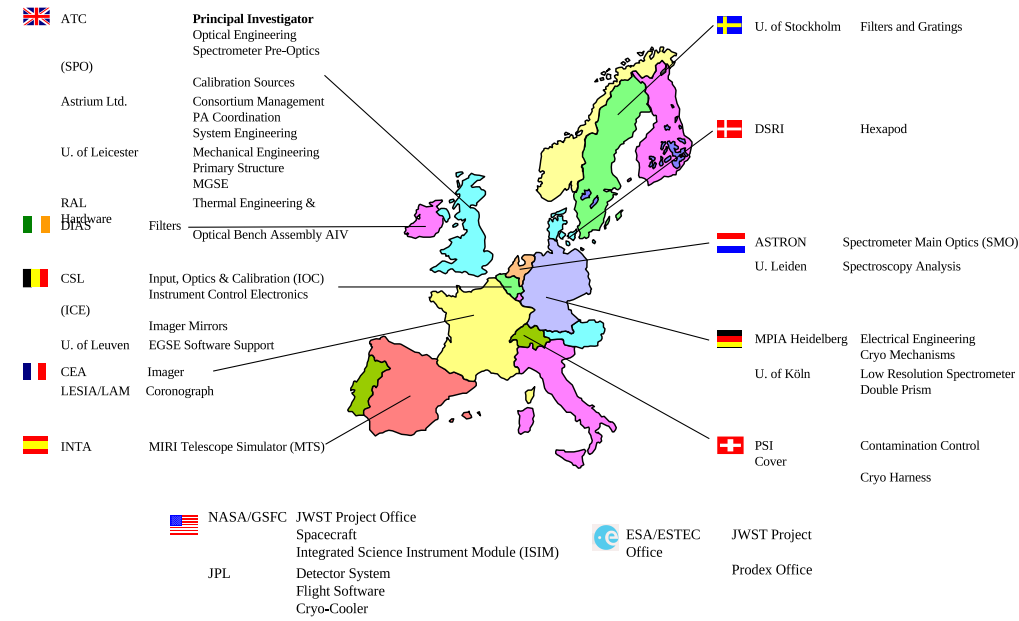 ATC Principal Investigator
Optical Engineering
Spectrometer Pre-Optics
(SPO)
Calibration Sources
Astrium Ltd. Consortium Management
PA Coordination
System Engineering
U. of Leicester Mechanical Engineering
Primary Structure
MGSE
RAL Thermal Engineering &
Hardware
Optical Bench Assembly AIV
DIAS Filters
CSL Input, Optics & Calibration (IOC)
Instrument Control Electronics
(ICE)
Imager Mirrors
U. of Leuven EGSE Software Support
CEA Imager
LESIA/LAM Coronograph
INTA MIRI Telescope Simulator (MTS)
U. of Stockholm Filters and Gratings
DSRI Hexapod
ASTRON Spectrometer Main Optics (SMO)
U. Leiden Spectroscopy Analysis
MPIA Heidelberg Electrical Engineering
Cryo Mechanisms
U. of Köln Low Resolution Spectrometer
Double Prism
PSI Contamination Control
Cover
Cryo Harness
NASA/GSFC JWST Project Office
Spacecraft
Integrated Science Instrument Module (ISIM)
JPL Detector System
Flight Software
Cryo-Cooler
e ESA/ESTEC JWST Project
Office
Prodex Office